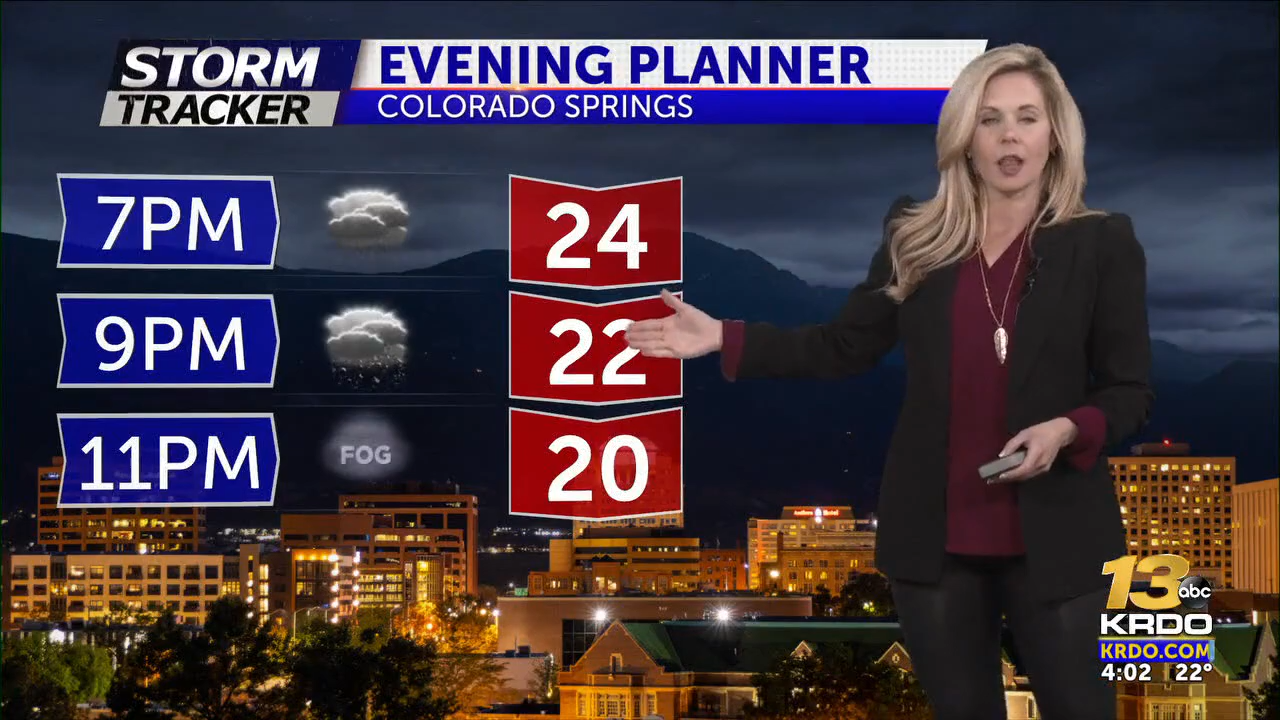 STORM
TRACKER
EVENING PLANNER
COLORADO SPRINGS
7PM
24
9PM
22
11PM
FOG
20
13 abc
KRDO
KRDO.COM
4:02 22°